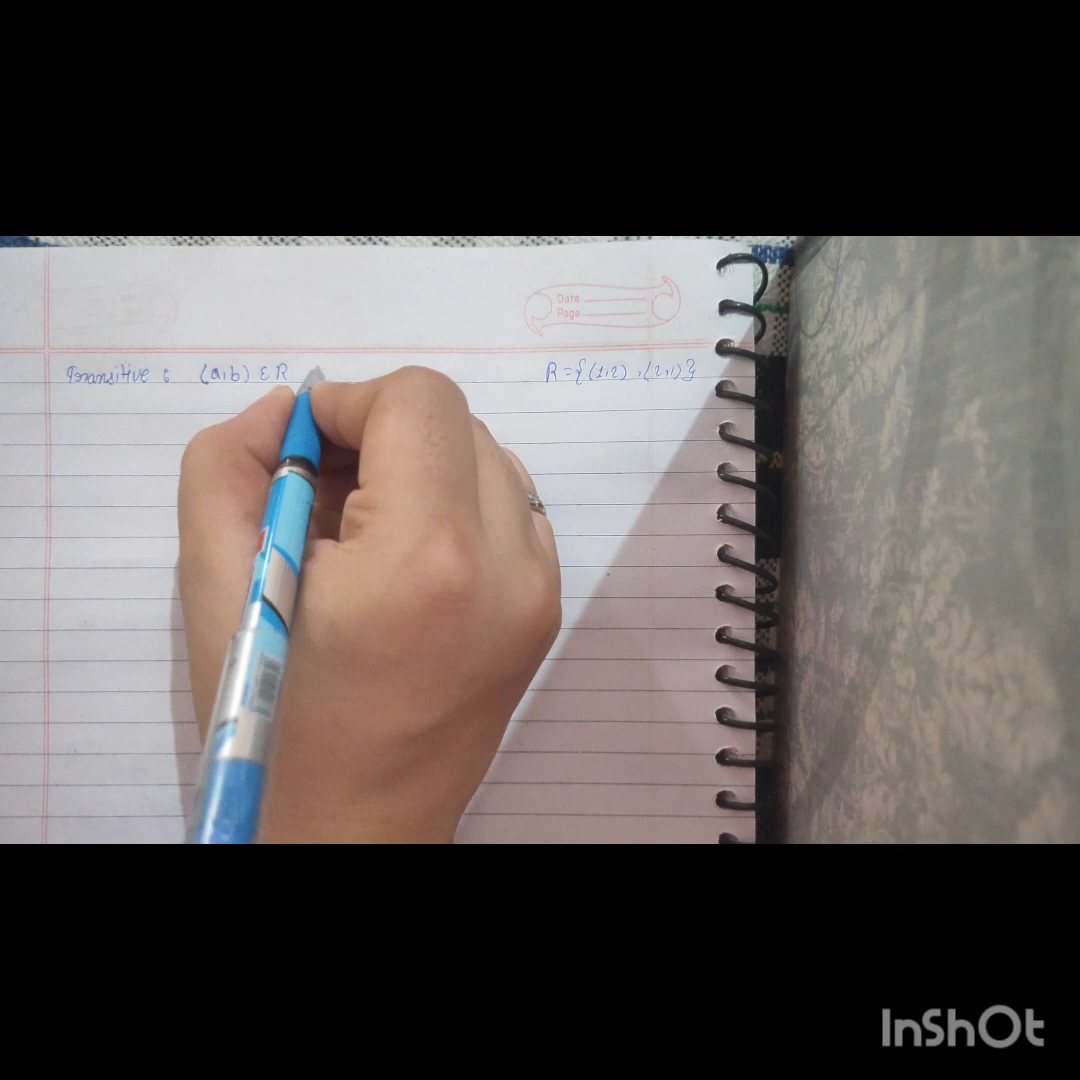 Date
Page
Transitive : (a,b) ∈ R R = {(1,2) ,(2,1)}
InShOt